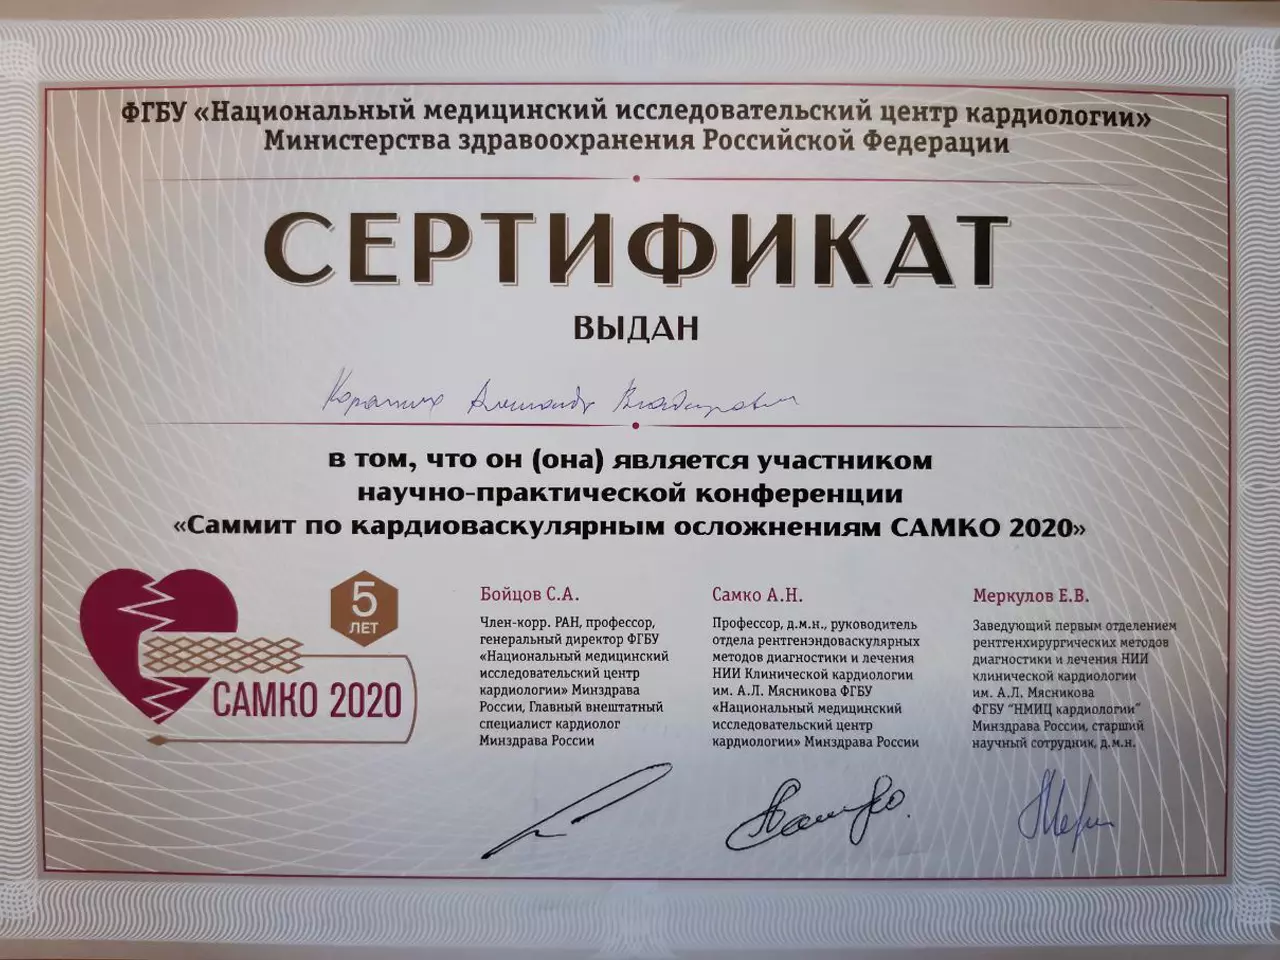 ФГБУ «Национальный медицинский исследовательский центр кардиологии»
Министерства здравоохранения Российской Федерации
СЕРТИФИКАТ
ВЫДАН
Александр Владимирович
в том, что он (она) является участником
научно-практической конференции
«Саммит по кардиоваскулярным осложнениям САМКО 2020»
5
ЛЕТ
САМКО 2020
Бойцов С.А.
Член-корр. РАН, профессор,
генеральный директор ФГБУ
«Национальный медицинский
исследовательский центр
кардиологии» Минздрава
России, Главный внештатный
специалист кардиолог
Минздрава России
Самко А.Н.
Профессор, д.м.н., руководитель
отдела рентгенэндоваскулярных
методов диагностики и лечения
НИИ Клинической кардиологии
им. А.Л. Мясникова ФГБУ
«Национальный медицинский
исследовательский центр
кардиологии» Минздрава России
Меркулов Е.В.
Заведующий первым отделением
рентгенхирургических методов
диагностики и лечения НИИ
клинической кардиологии
им. А.Л. Мясникова
ФГБУ "НМИЦ кардиологии"
Минздрава России, старший
научный сотрудник, д.м.н.